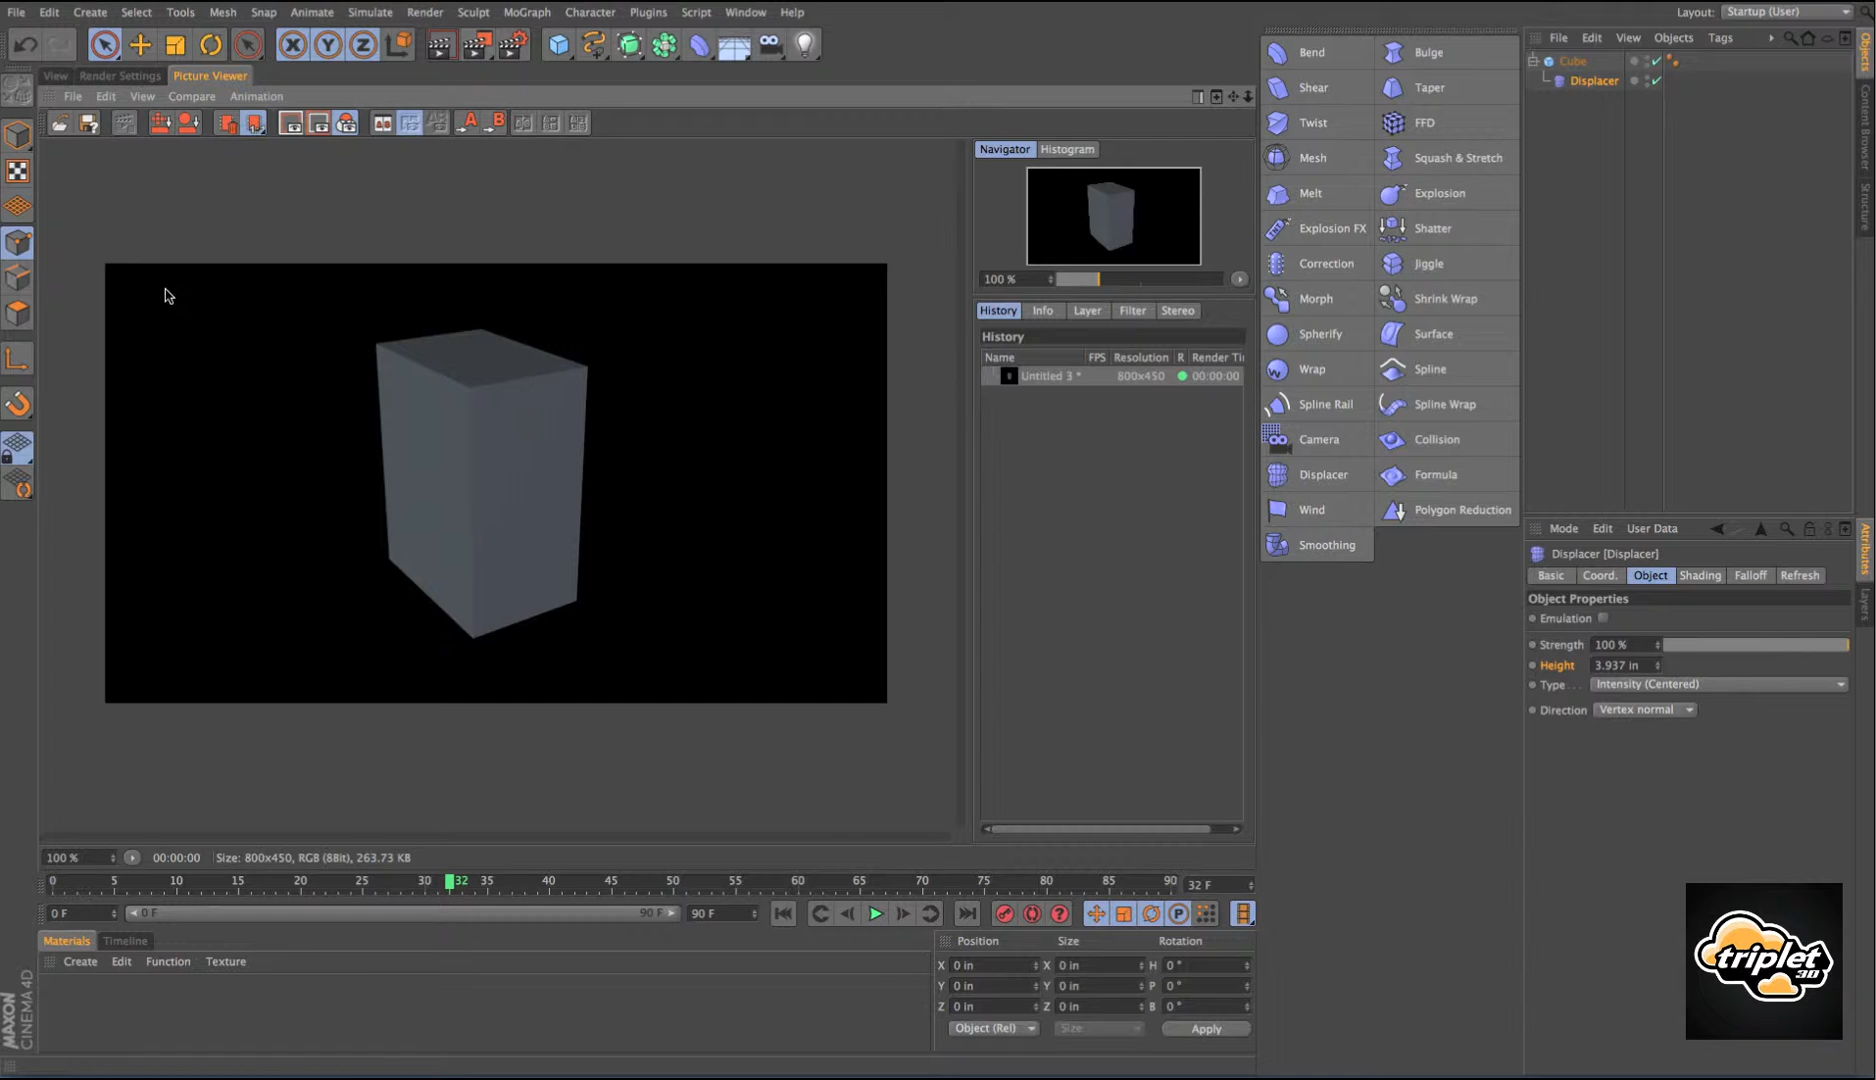 File Edit Create Select Tools Mesh Snap Animate Simulate Render Sculpt MoGraph Character Plugins Script Window Help
Layout: Startup (User)
View Render Settings Picture Viewer
File Edit View Compare Animation
A B
Navigator Histogram
100 %
History Info Layer Filter Stereo
History
Name FPS Resolution R Render Tir
Untitled 3 * 800x450 00:00:00
Bend Bulge
Shear Taper
Twist FFD
Mesh Squash & Stretch
Melt Explosion
Explosion FX Shatter
Correction Jiggle
Morph Shrink Wrap
Spherify Surface
Wrap Spline
Spline Rail Spline Wrap
Camera Collision
Displacer Formula
Wind Polygon Reduction
Smoothing
File Edit View Objects Tags
Cube
Displacer
Objects
Content Browser
Structure
Mode Edit User Data
Displacer [Displacer]
Basic Coord. Object Shading Falloff Refresh
Object Properties
Emulation
Strength 100 %
Height 3.937 in
Type . . . Intensity (Centered)
Direction Vertex normal
Attributes
Layers
100 % 00:00:00 Size: 800x450, RGB (8Bit), 263.73 KB
0 5 10 15 20 25 30 32 35 40 45 50 55 60 65 70 75 80 85 90 32 F
0 F 0 F 90 F 90 F
P
Materials Timeline
Create Edit Function Texture
Position Size Rotation
X 0 in X 0 in H 0 °
Y 0 in Y 0 in P 0 °
Z 0 in Z 0 in B 0 °
Object (Rel) Size Apply
MAXON
CINEMA 4D
triplet
3D